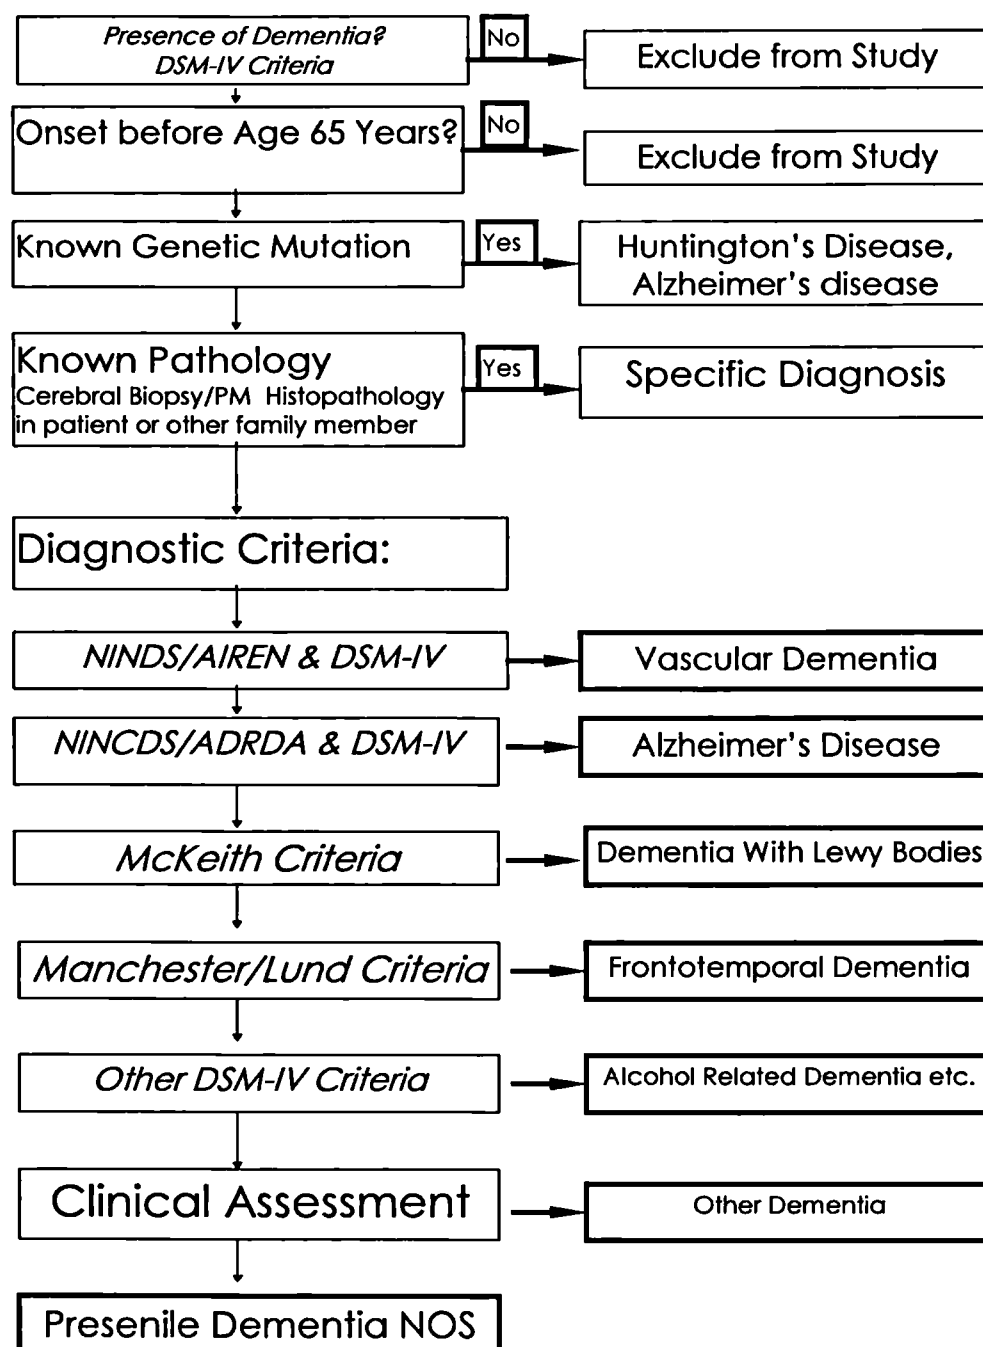 Presence of Dementia?
DSM-IV Criteria
No
Exclude from Study
Onset before Age 65 Years?
No
Exclude from Study
Known Genetic Mutation
Yes
Huntington's Disease,
Alzheimer's disease
Known Pathology
Cerebral Biopsy/PM Histopathology
in patient or other family member
Yes
Specific Diagnosis
Diagnostic Criteria:
NINDS/AIREN & DSM-IV
Vascular Dementia
NINCDS/ADRDA & DSM-IV
Alzheimer's Disease
McKeith Criteria
Dementia With Lewy Bodies
Manchester/Lund Criteria
Frontotemporal Dementia
Other DSM-IV Criteria
Alcohol Related Dementia etc.
Clinical Assessment
Other Dementia
Presenile Dementia NOS